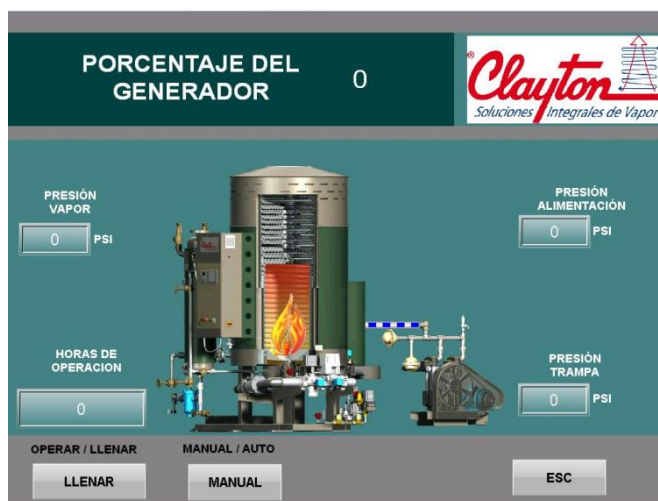 PORCENTAJE DEL
GENERADOR
0
®
Clayton
Soluciones Integrales de Vapor
PRESIÓN
VAPOR
0 PSI
PRESIÓN
ALIMENTACIÓN
0 PSI
HORAS DE
OPERACION
0
PRESIÓN
TRAMPA
0 PSI
OPERAR / LLENAR
MANUAL / AUTO
LLENAR
MANUAL
ESC